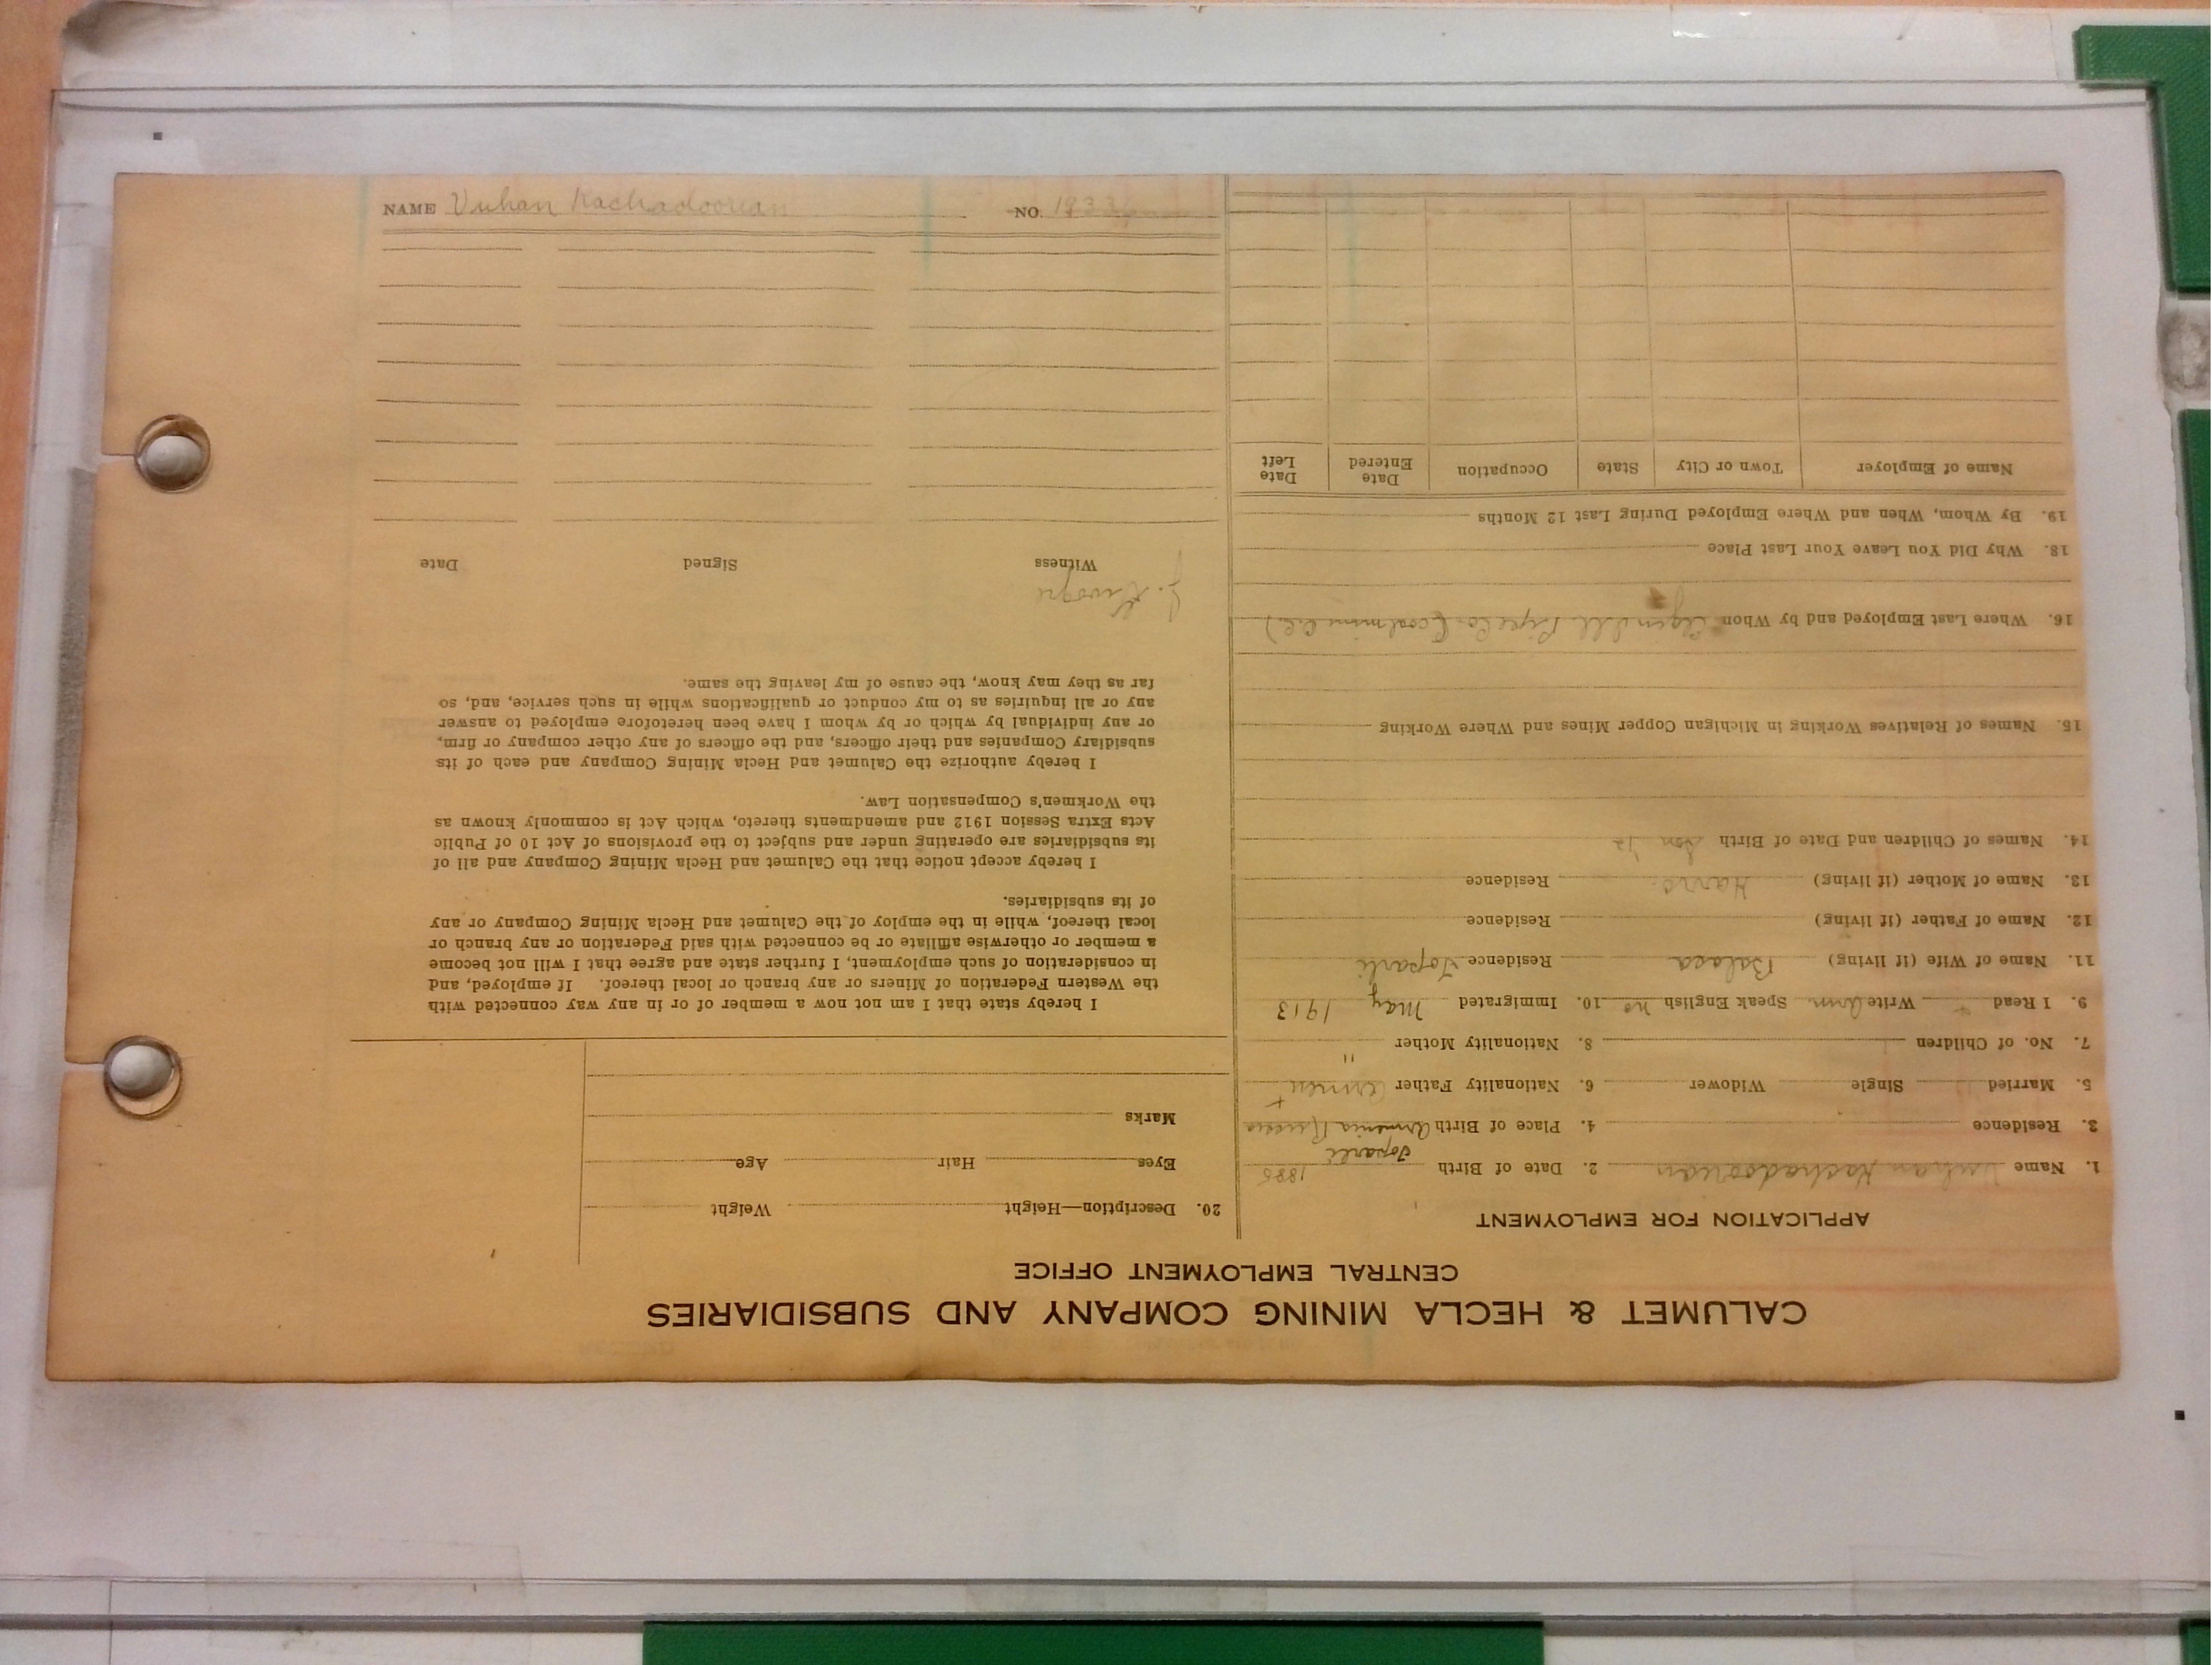 CALUMET & HECLA MINING COMPANY AND SUBSIDIARIES
CENTRAL EMPLOYMENT OFFICE
APPLICATION FOR EMPLOYMENT
1. Name Vuhan Kachadoorian 2. Date of Birth 1885
Toparli
3. Residence 4. Place of Birth Armenia Russia
5. Married Single Widower 6. Nationality Father Armen
7. No. of Children 8. Nationality Mother "
9. I Read Write Arm Speak English no 10. Immigrated May 1913
11. Name of Wife (if living) Balasa Residence Toparli
12. Name of Father (if living) Residence
13. Name of Mother (if living) Residence
14. Names of Children and Date of Birth Son 12
15. Names of Relatives Working in Michigan Copper Mines and Where Working
16. Where Last Employed and by Whom
18. Why Did You Leave Your Last Place
19. By Whom, When and Where Employed During Last 12 Months
Name of Employer Town or City State Occupation Date Entered Date Left
20. Description—Height Weight
Eyes Hair Age
Marks
I hereby state that I am not now a member of or in any way connected with
the Western Federation of Miners or any branch or local thereof. If employed, and
in consideration of such employment, I further state and agree that I will not become
a member or otherwise affiliate or be connected with said Federation or any branch or
local thereof, while in the employ of the Calumet and Hecla Mining Company or any
of its subsidiaries.
I hereby accept notice that the Calumet and Hecla Mining Company and all of
its subsidiaries are operating under and subject to the provisions of Act 10 of Public
Acts Extra Session 1912 and amendments thereto, which Act is commonly known as
the Workmen's Compensation Law.
I hereby authorize the Calumet and Hecla Mining Company and each of its
subsidiary Companies and their officers, and the officers of any other company or firm,
or any individual by which or by whom I have been heretofore employed to answer
any or all inquiries as to my conduct or qualifications while in such service, and, so
far as they may know, the cause of my leaving the same.
Witness Signed Date
NAME Vuhan Kachadoorian NO. 1933